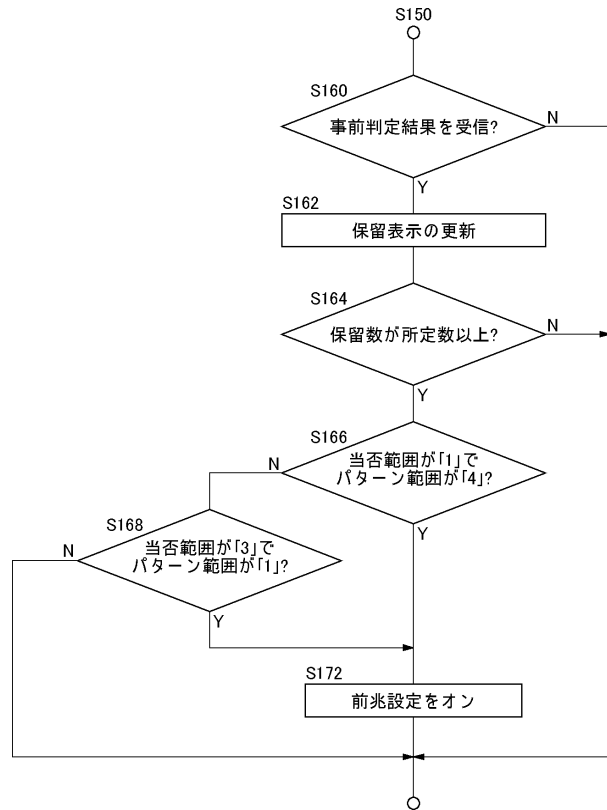 S150
S160
事前判定結果を受信?
N
Y
S162
保留表示の更新
S164
保留数が所定数以上?
N
Y
S166
当否範囲が｢1｣で
パターン範囲が｢4｣?
N
Y
S168
当否範囲が｢3｣で
パターン範囲が｢1｣?
N
Y
S172
前兆設定をオン